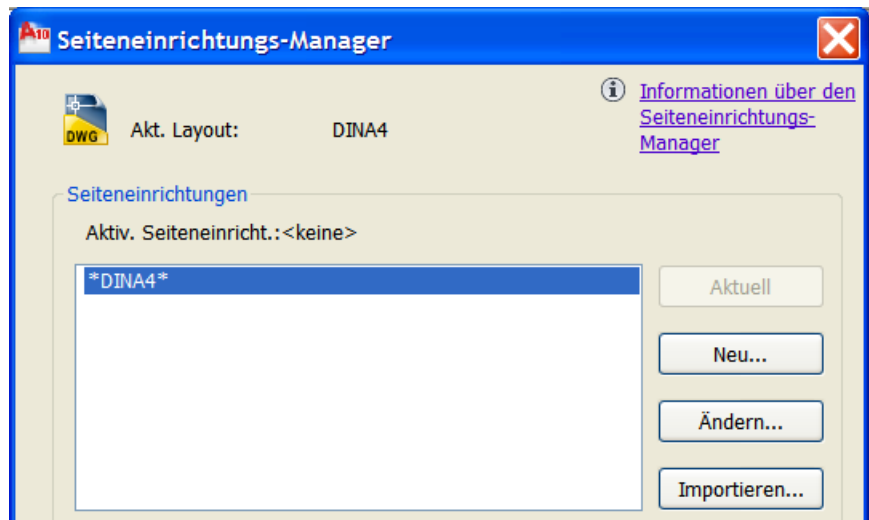 A10 Seiteneinrichtungs-Manager
Informationen über den
Seiteneinrichtungs-
Manager
DWG
Akt. Layout: DINA4
Seiteneinrichtungen
Aktiv. Seiteneinricht.:<keine>
*DINA4*
Aktuell
Neu...
Ändern...
Importieren...